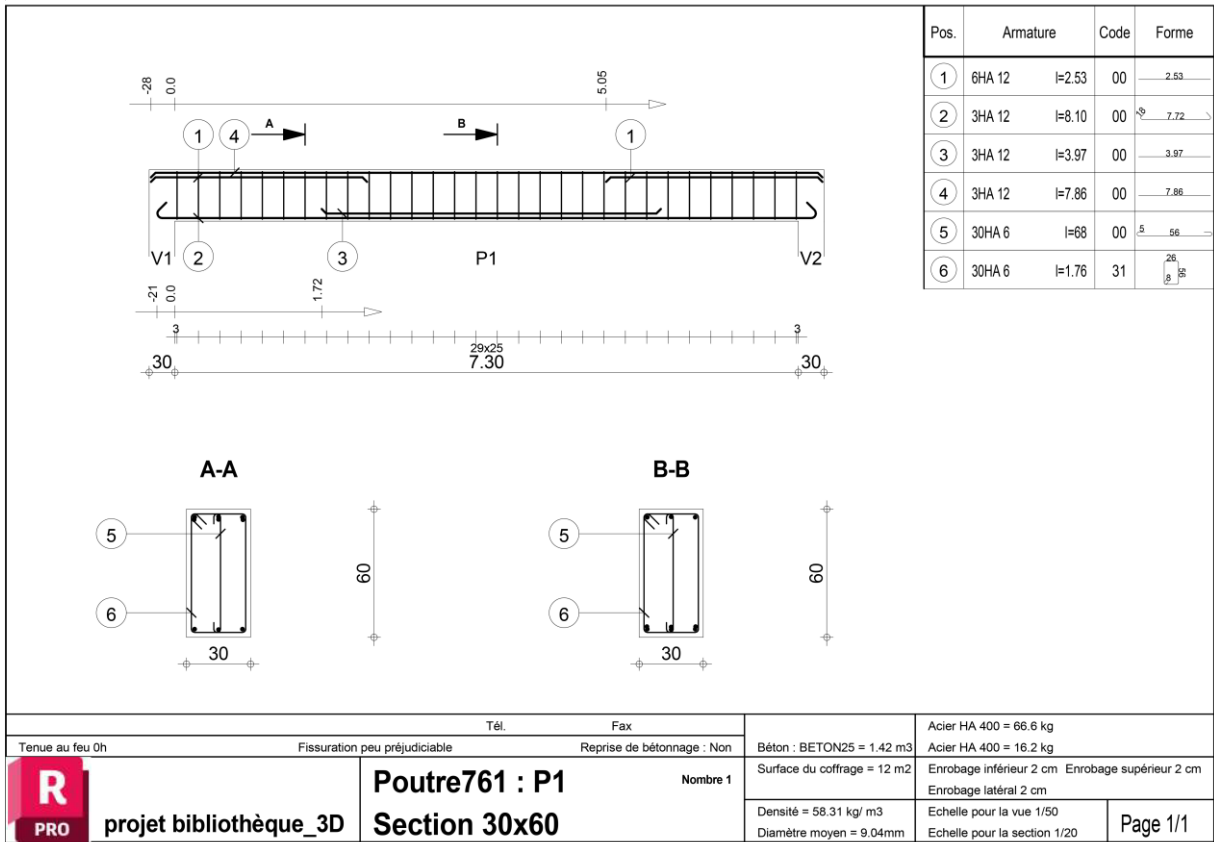 Pos. Armature Code Forme
1 6HA 12 l=2.53 00 2.53
2 3HA 12 l=8.10 00 18 7.72
3 3HA 12 l=3.97 00 3.97
4 3HA 12 l=7.86 00 7.86
5 30HA 6 l=68 00 5 56
6 30HA 6 l=1.76 31 26 56 8
-28 0.0 5.05
A B
1 4 1
V1 2 3 P1 V2
-21 0.0 1.72
3 3
29x25
30 7.30 30
A-A B-B
5 60 5 60
6 6
30 30
Tél. Fax
Tenue au feu 0h Fissuration peu préjudiciable Reprise de bétonnage : Non
Béton : BETON25 = 1.42 m3
Surface du coffrage = 12 m2
Densité = 58.31 kg/ m3
Diamètre moyen = 9.04mm
Acier HA 400 = 66.6 kg
Acier HA 400 = 16.2 kg
Enrobage inférieur 2 cm Enrobage supérieur 2 cm
Enrobage latéral 2 cm
Echelle pour la vue 1/50
Echelle pour la section 1/20
Page 1/1
R
PRO
projet bibliothèque_3D
Poutre761 : P1 Nombre 1
Section 30x60